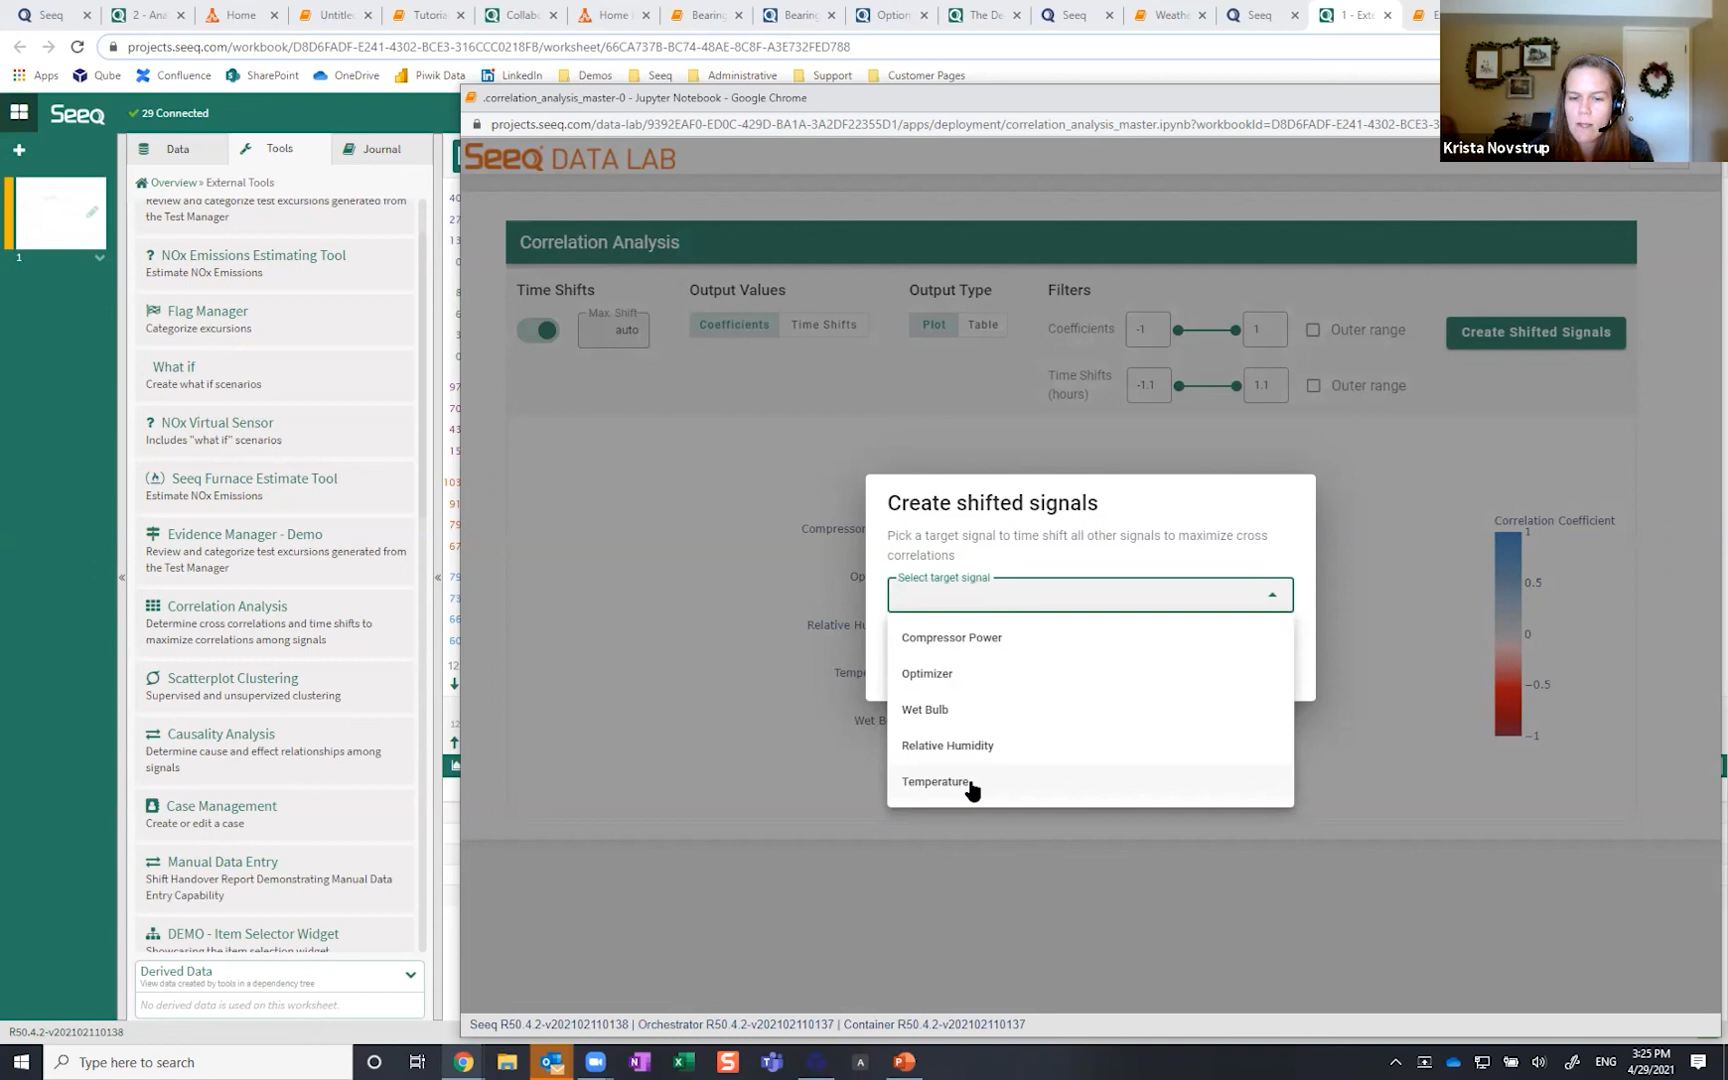 Seeq
2 - Ana
Home
Untitle
Tutoria
Collab
Home
Bearing
Bearing
Option
The De
Seeq
Weathe
Seeq
1 - Exte
projects.seeq.com/workbook/D8D6FADF-E241-4302-BCE3-316CCC0218FB/worksheet/66CA737B-BC74-48AE-8C8F-A3E732FED788
Apps
Qube
Confluence
SharePoint
OneDrive
Piwik Data
LinkedIn
Demos
Seeq
Administrative
Support
Customer Pages
Krista Novstrup
Seeq
29 Connected
Data
Tools
Journal
Overview » External Tools
Review and categorize test excursions generated from
the Test Manager
? NOx Emissions Estimating Tool
Estimate NOx Emissions
Flag Manager
Categorize excursions
What if
Create what if scenarios
? NOx Virtual Sensor
Includes "what if" scenarios
Seeq Furnace Estimate Tool
Estimate NOx Emissions
Evidence Manager - Demo
Review and categorize test excursions generated from
the Test Manager
Correlation Analysis
Determine cross correlations and time shifts to
maximize correlations among signals
Scatterplot Clustering
Supervised and unsupervised clustering
Causality Analysis
Determine cause and effect relationships among
signals
Case Management
Create or edit a case
Manual Data Entry
Shift Handover Report Demonstrating Manual Data
Entry Capability
DEMO - Item Selector Widget
Showcasing the item selection widget
Derived Data
View data created by tools in a dependency tree
No derived data is used on this worksheet.
R50.4.2-v202102110138
1
.correlation_analysis_master-0 - Jupyter Notebook - Google Chrome
projects.seeq.com/data-lab/9392EAF0-ED0C-429D-BA1A-3A2DF22355D1/apps/deployment/correlation_analysis_master.ipynb?workbookId=D8D6FADF-E241-4302-BCE3-3
Seeq DATA LAB
Correlation Analysis
Time Shifts
Output Values
Output Type
Filters
Max. Shift
auto
Coefficients
Time Shifts
Plot
Table
Coefficients
-1
1
Outer range
Create Shifted Signals
Time Shifts
(hours)
-1.1
1.1
Outer range
Compressor
Op
Relative Hu
Tempe
Wet B
Create shifted signals
Pick a target signal to time shift all other signals to maximize cross
correlations
Select target signal
Compressor Power
Optimizer
Wet Bulb
Relative Humidity
Temperature
Correlation Coefficient
1
0.5
0
−0.5
−1
Seeq R50.4.2-v202102110138 | Orchestrator R50.4.2-v202102110137 | Container R50.4.2-v202102110137
Type here to search
ENG
3:25 PM
4/29/2021